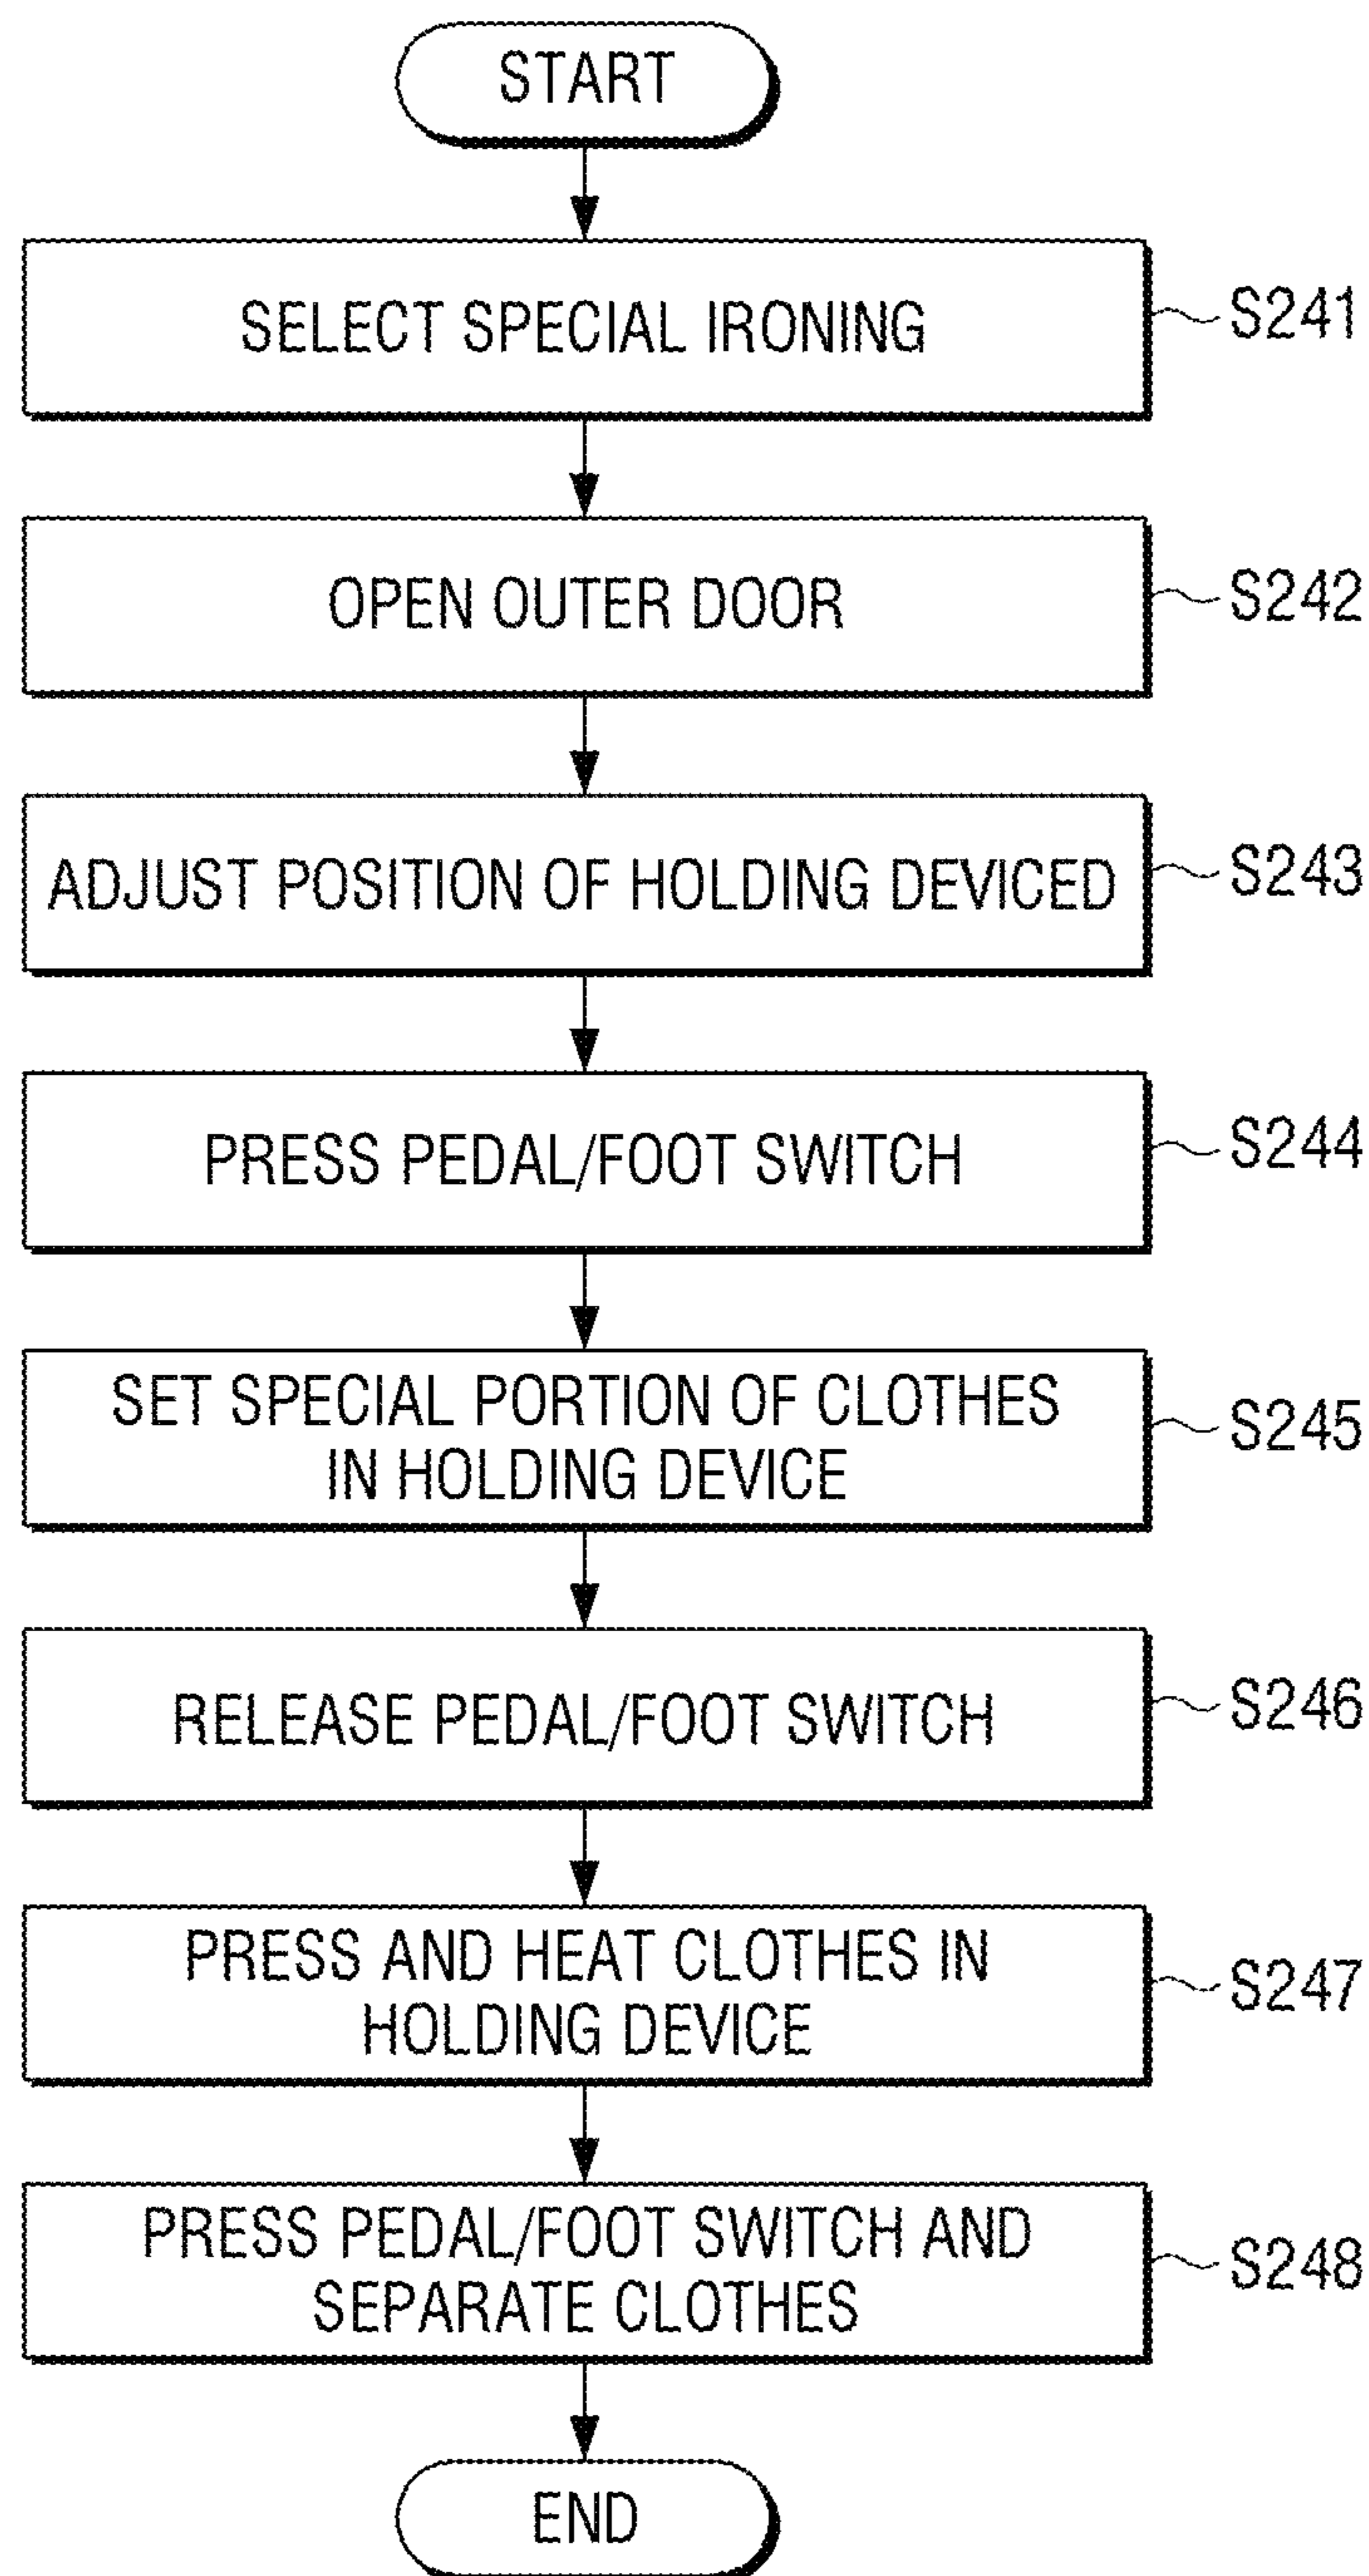 START
SELECT SPECIAL IRONING
S241
OPEN OUTER DOOR
S242
ADJUST POSITION OF HOLDING DEVICED
S243
PRESS PEDAL/FOOT SWITCH
S244
SET SPECIAL PORTION OF CLOTHES
IN HOLDING DEVICE
S245
RELEASE PEDAL/FOOT SWITCH
S246
PRESS AND HEAT CLOTHES IN
HOLDING DEVICE
S247
PRESS PEDAL/FOOT SWITCH AND
SEPARATE CLOTHES
S248
END